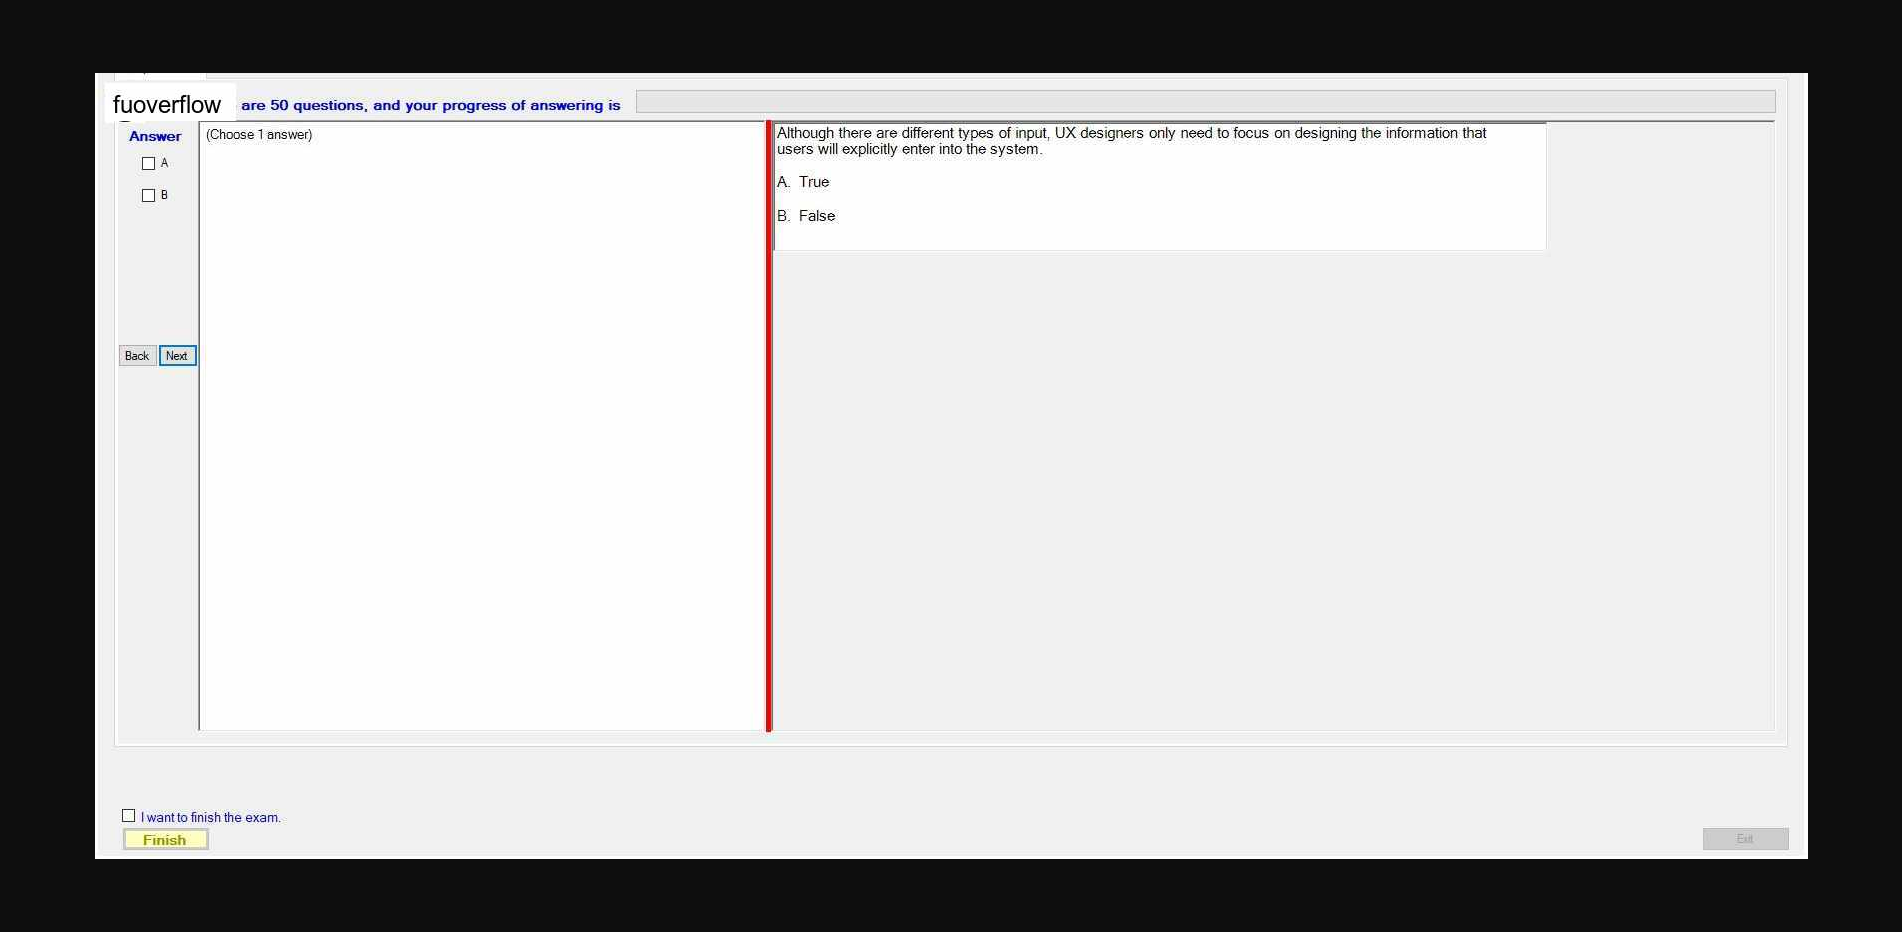 fuoverflow are 50 questions, and your progress of answering is
Answer
(Choose 1 answer)
A
B
Back Next
Although there are different types of input, UX designers only need to focus on designing the information that
users will explicitly enter into the system.
A. True
B. False
I want to finish the exam.
Finish
Exit